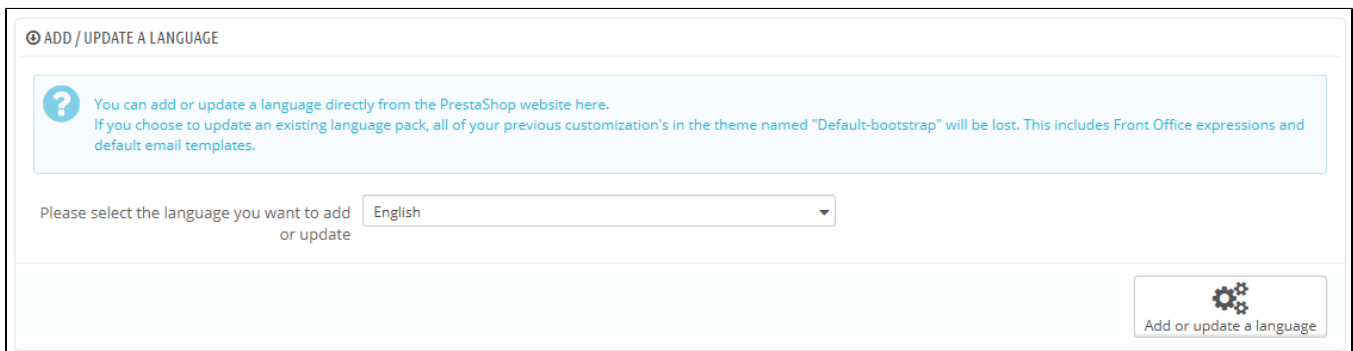 ADD / UPDATE A LANGUAGE
You can add or update a language directly from the PrestaShop website here.
If you choose to update an existing language pack, all of your previous customization's in the theme named "Default-bootstrap" will be lost. This includes Front Office expressions and
default email templates.
Please select the language you want to add
or update
English
Add or update a language